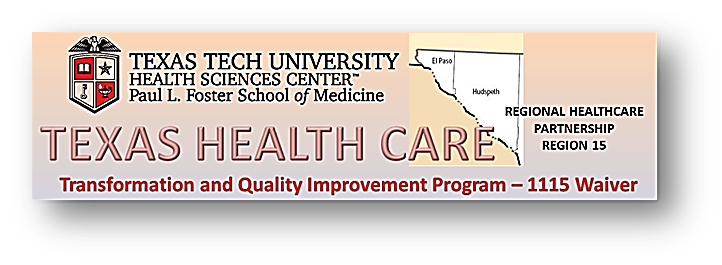 TEXAS TECH UNIVERSITY
HEALTH SCIENCES CENTER™
Paul L. Foster School of Medicine
El Paso
Hudspeth
REGIONAL HEALTHCARE
PARTNERSHIP
REGION 15
TEXAS HEALTH CARE
Transformation and Quality Improvement Program – 1115 Waiver